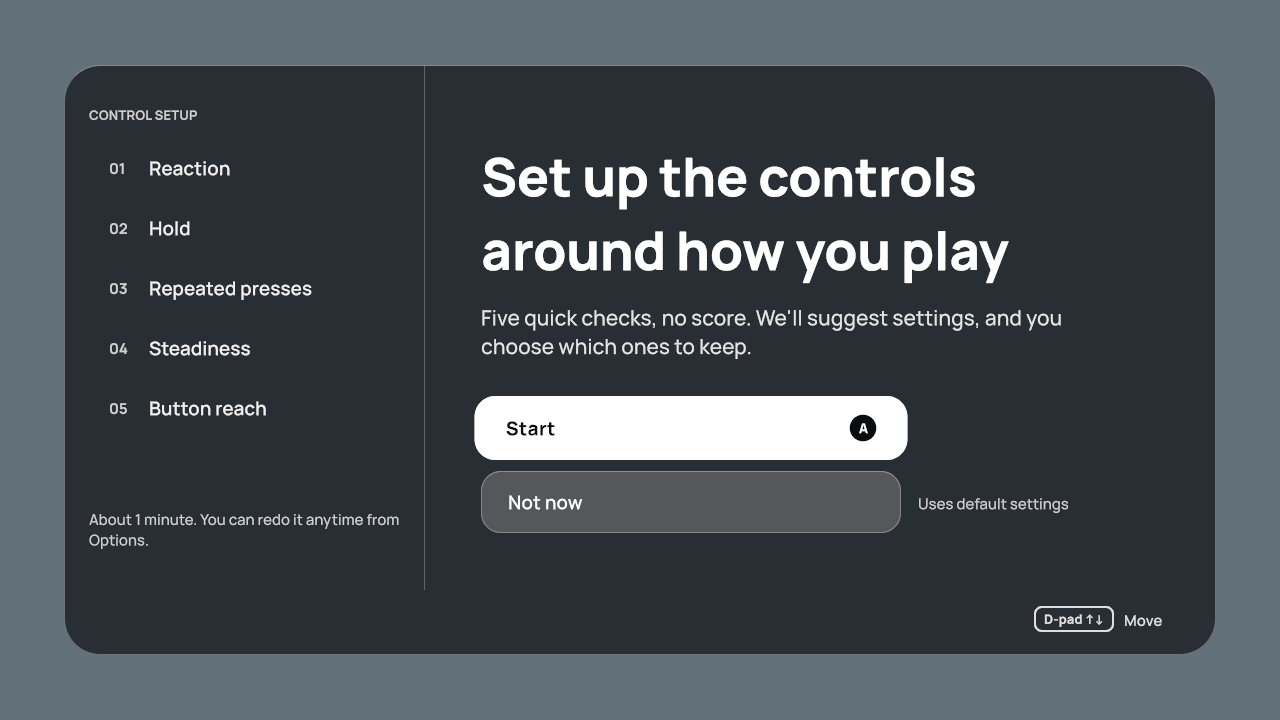 CONTROL SETUP
01 Reaction
02 Hold
03 Repeated presses
04 Steadiness
05 Button reach
About 1 minute. You can redo it anytime from
Options.
Set up the controls
around how you play
Five quick checks, no score. We'll suggest settings, and you
choose which ones to keep.
Start A
Not now
Uses default settings
D-pad ↑↓ Move